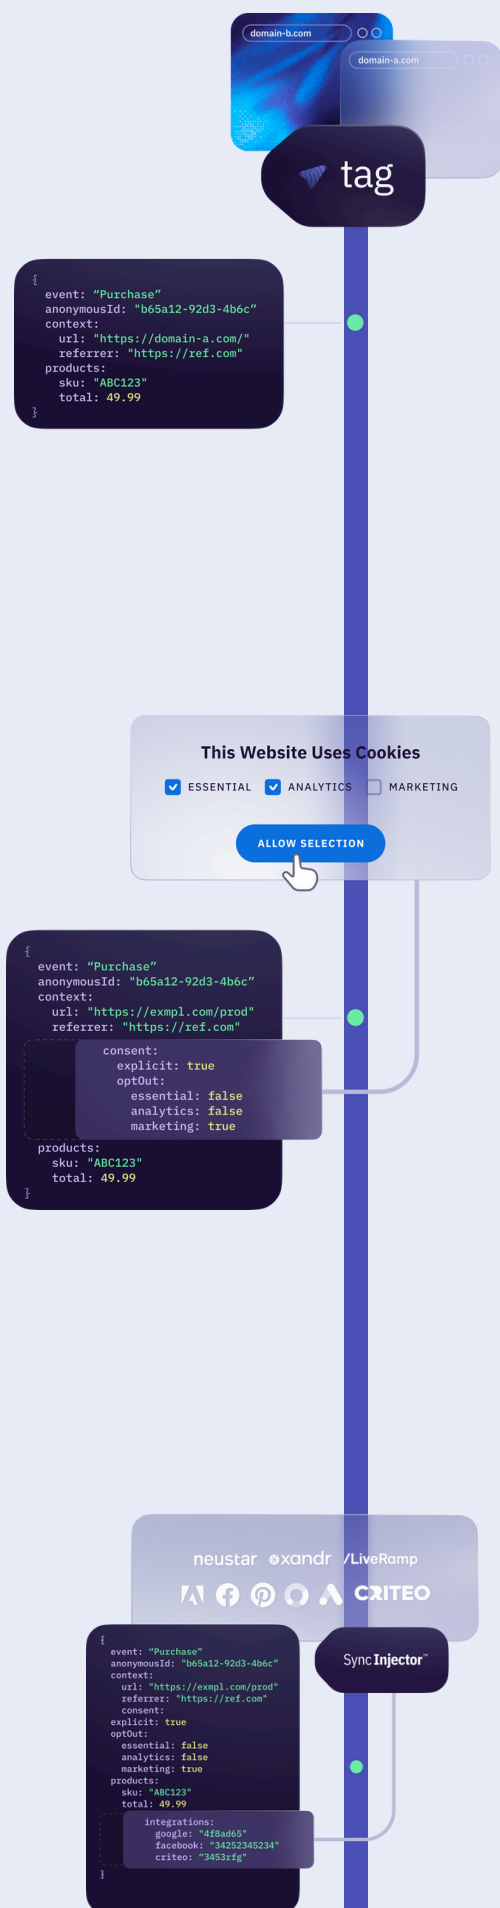 domain-b.com
domain-a.com
tag
{
event: “Purchase”
anonymousId: "b65a12-92d3-4b6c”
context:
url: "https://domain-a.com/"
referrer: "https://ref.com"
products:
sku: "ABC123"
total: 49.99
}
This Website Uses Cookies
ESSENTIAL ANALYTICS MARKETING
ALLOW SELECTION
{
event: “Purchase”
anonymousId: "b65a12-92d3-4b6c”
context:
url: "https://exmpl.com/prod"
referrer: "https://ref.com"
consent:
explicit: true
optOut:
essential: false
analytics: false
marketing: true
products:
sku: "ABC123"
total: 49.99
}
neustar xandr /LiveRamp
CRITEO
Sync Injector™
{
event: “Purchase”
anonymousId: "b65a12-92d3-4b6c”
context:
url: "https://exmpl.com/prod"
referrer: "https://ref.com"
consent:
explicit: true
optOut:
essential: false
analytics: false
marketing: true
products:
sku: "ABC123"
total: 49.99
integrations:
google: "4f8ad65"
facebook: "34252345234"
criteo: “3453rfg"
}